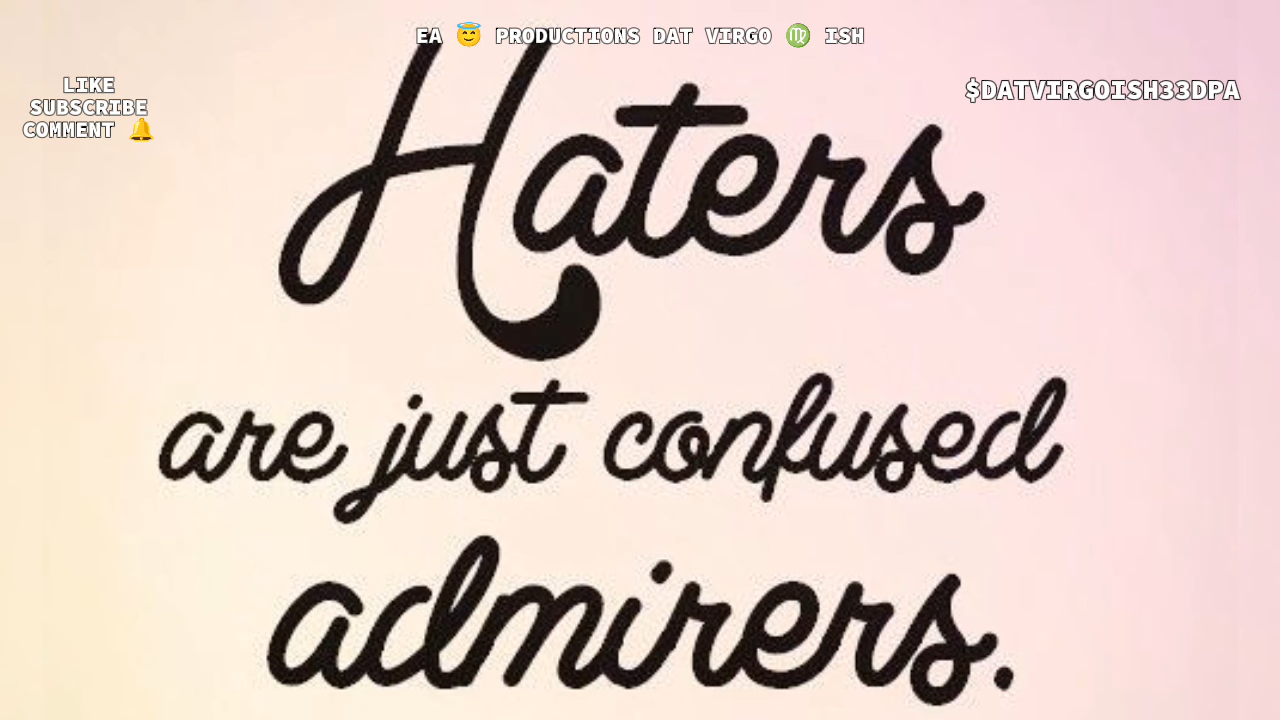 EA 😇 PRODUCTIONS DAT VIRGO ♍ ISH
LIKE
SUBSCRIBE
COMMENT 🔔
$DATVIRGOISH33DPA
Haters
are just confused
admirers.